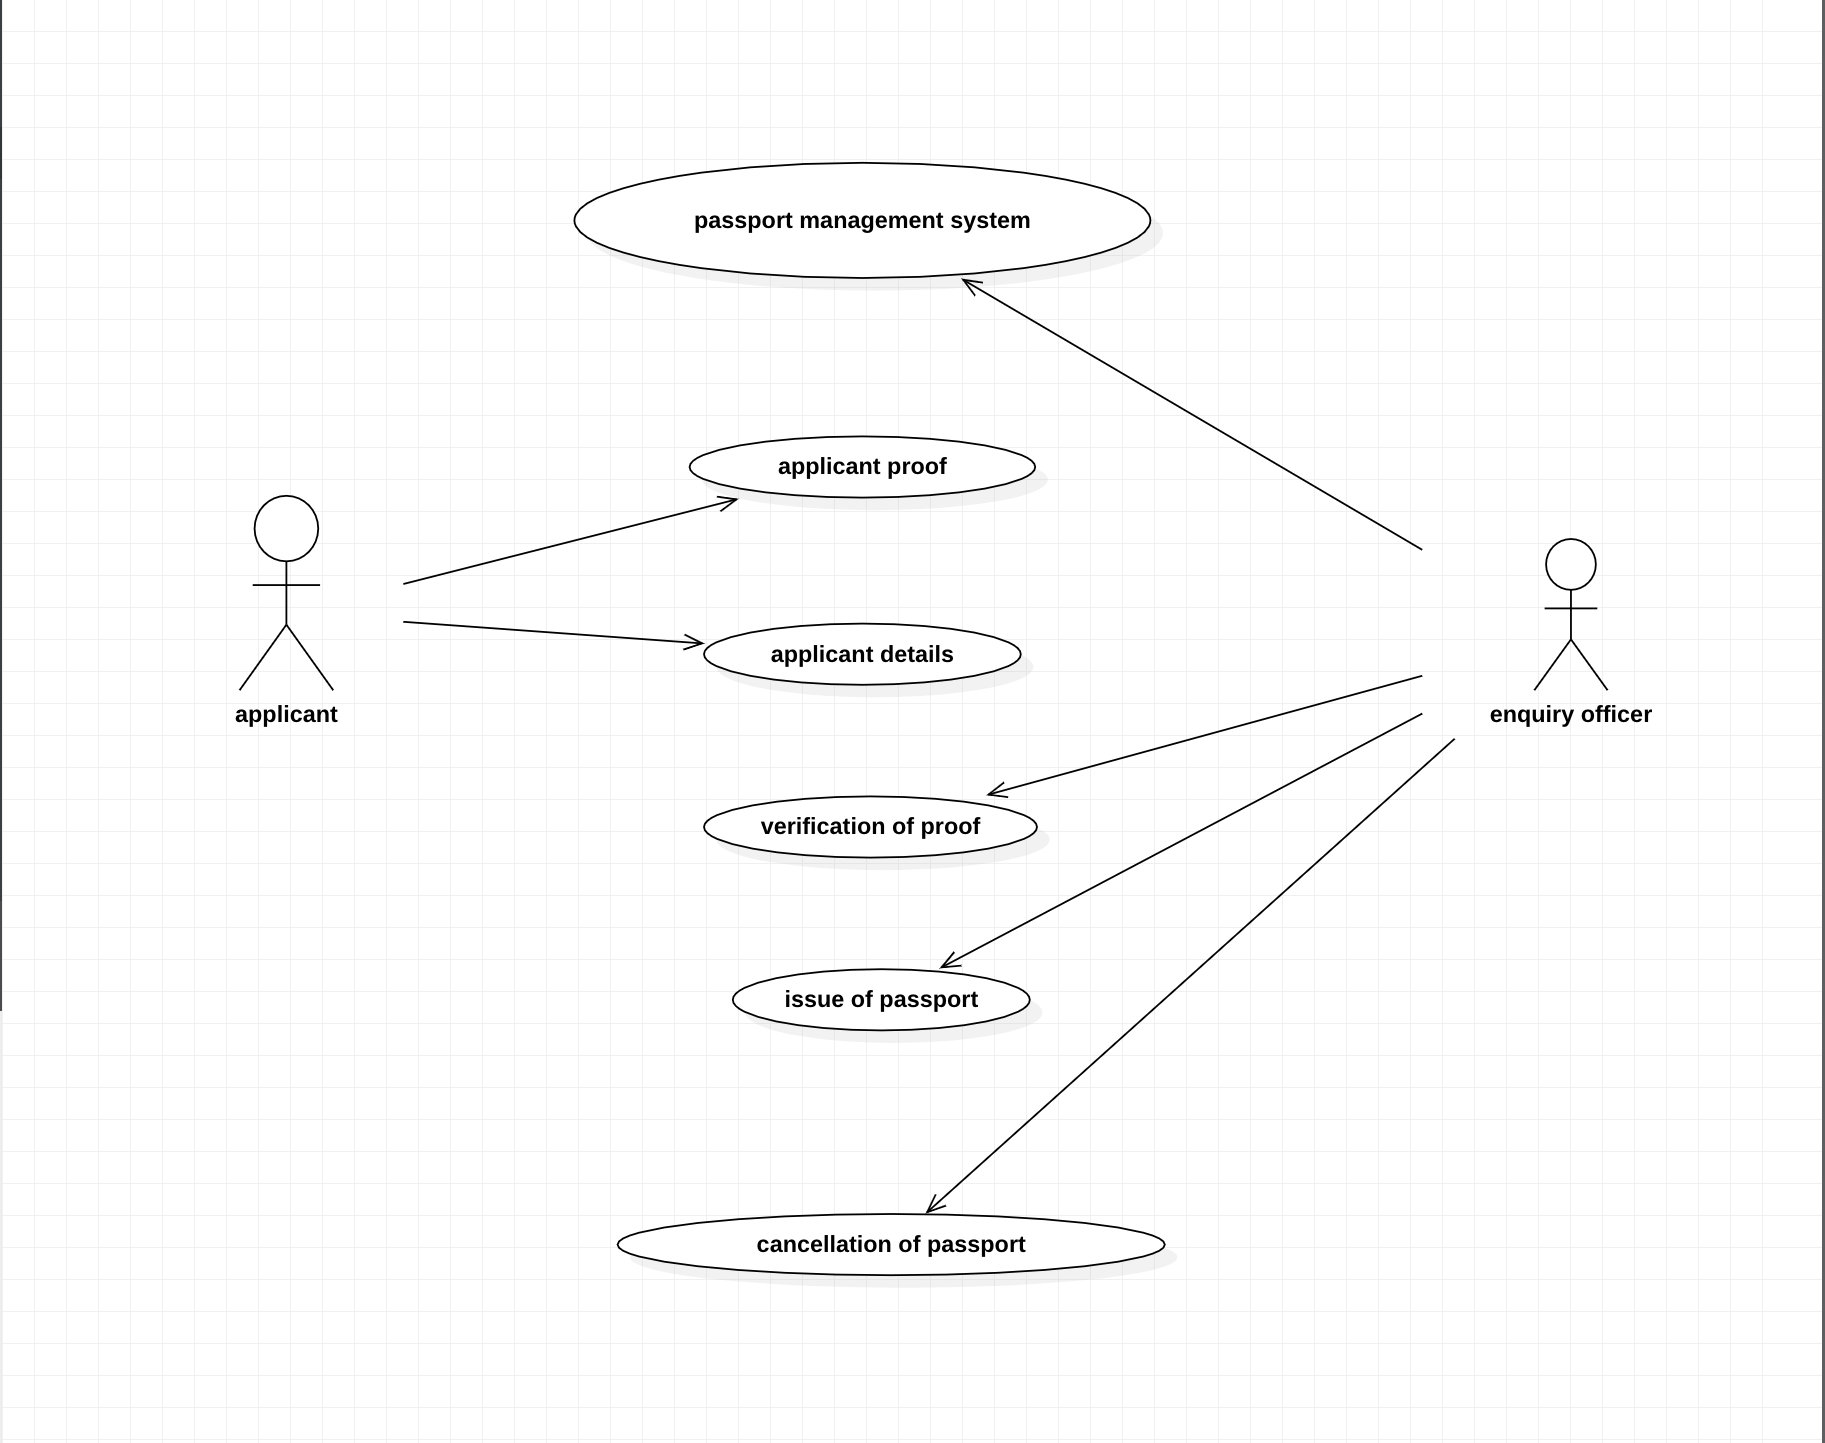 passport management system
applicant proof
applicant details
applicant
enquiry officer
verification of proof
issue of passport
cancellation of passport